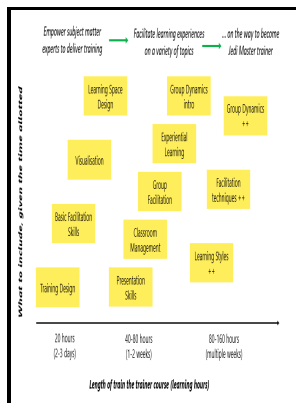 Empower subject matter
experts to deliver training
Facilitate learning experiences
on a variety of topics
... on the way to become
Jedi Master trainer
What to include, given the time allotted
Learning Space
Design
Group Dynamics
intro
Group Dynamics
++
Experiential
Learning
Visualisation
Group
Facilitation
Facilitation
techniques ++
Basic Facilitation
Skills
Classroom
Management
Learning Styles
++
Training Design
Presentation
Skills
20 hours
(2-3 days)
40-80 hours
(1-2 weeks)
80-160 hours
(multiple weeks)
Length of train the trainer course (learning hours)